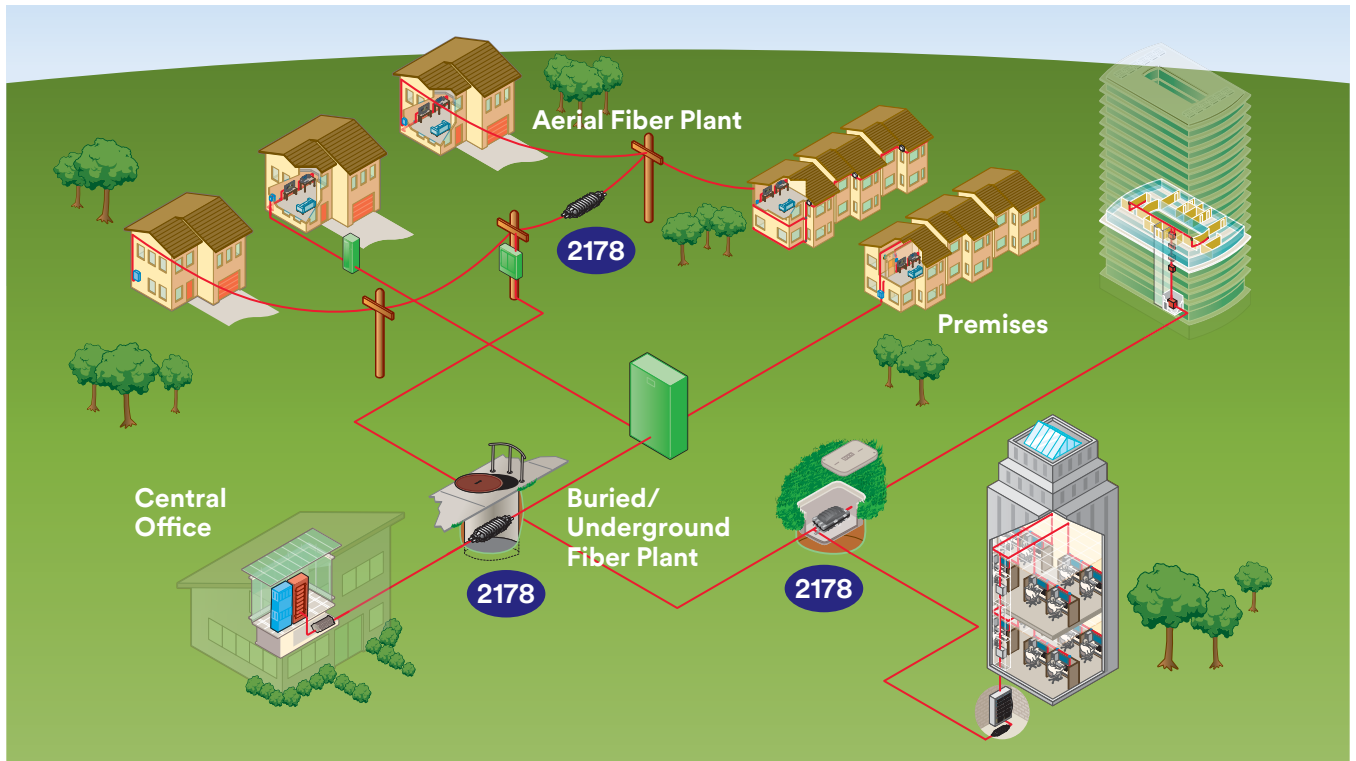 Aerial Fiber Plant
2178
Premises
Central
Office
Buried/
Underground
Fiber Plant
2178
2178